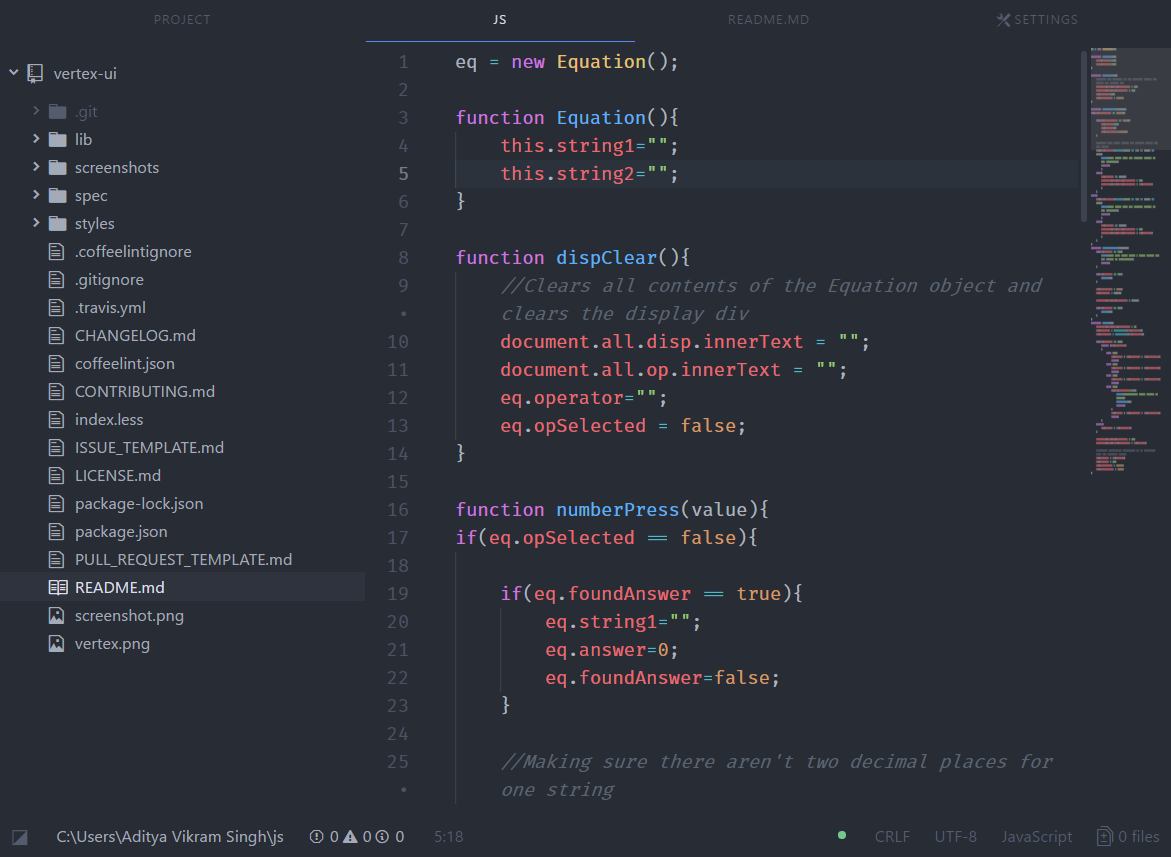 PROJECT
JS
README.MD
SETTINGS
vertex-ui
.git
lib
screenshots
spec
styles
.coffeelintignore
.gitignore
.travis.yml
CHANGELOG.md
coffeelint.json
CONTRIBUTING.md
index.less
ISSUE_TEMPLATE.md
LICENSE.md
package-lock.json
package.json
PULL_REQUEST_TEMPLATE.md
README.md
screenshot.png
vertex.png
1 eq = new Equation();
2
3 function Equation(){
4 this.string1="";
5 this.string2="";
6 }
7
8 function dispClear(){
9 //Clears all contents of the Equation object and
• clears the display div
10 document.all.disp.innerText = "";
11 document.all.op.innerText = "";
12 eq.operator="";
13 eq.opSelected = false;
14 }
15
16 function numberPress(value){
17 if(eq.opSelected == false){
18
19 if(eq.foundAnswer == true){
20 eq.string1="";
21 eq.answer=0;
22 eq.foundAnswer=false;
23 }
24
25 //Making sure there aren't two decimal places for
• one string
C:\Users\Aditya Vikram Singh\js 0 0 0 5:18 CRLF UTF-8 JavaScript 0 files